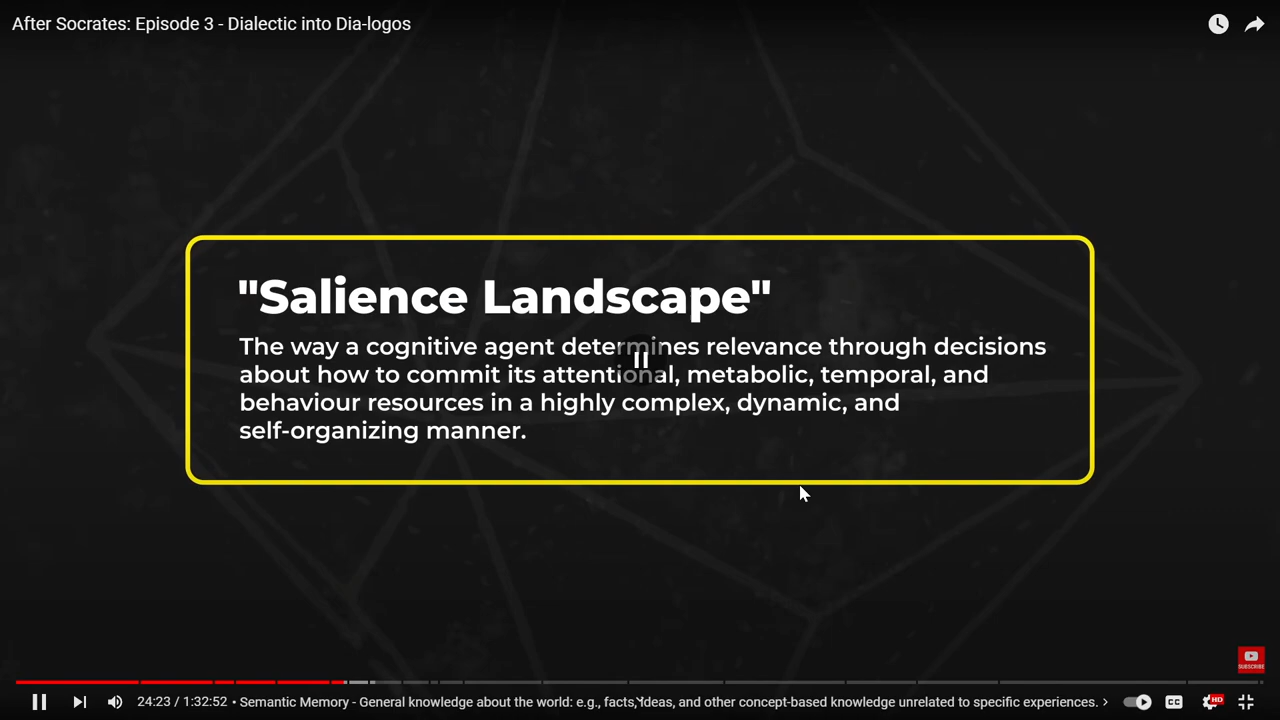 After Socrates: Episode 3 - Dialectic into Dia-logos
"Salience Landscape"
The way a cognitive agent determines relevance through decisions
about how to commit its attentional, metabolic, temporal, and
behaviour resources in a highly complex, dynamic, and
self-organizing manner.
SUBSCRIBE
24:23 / 1:32:52 • Semantic Memory - General knowledge about the world: e.g., facts, ideas, and other concept-based knowledge unrelated to specific experiences. CC HD